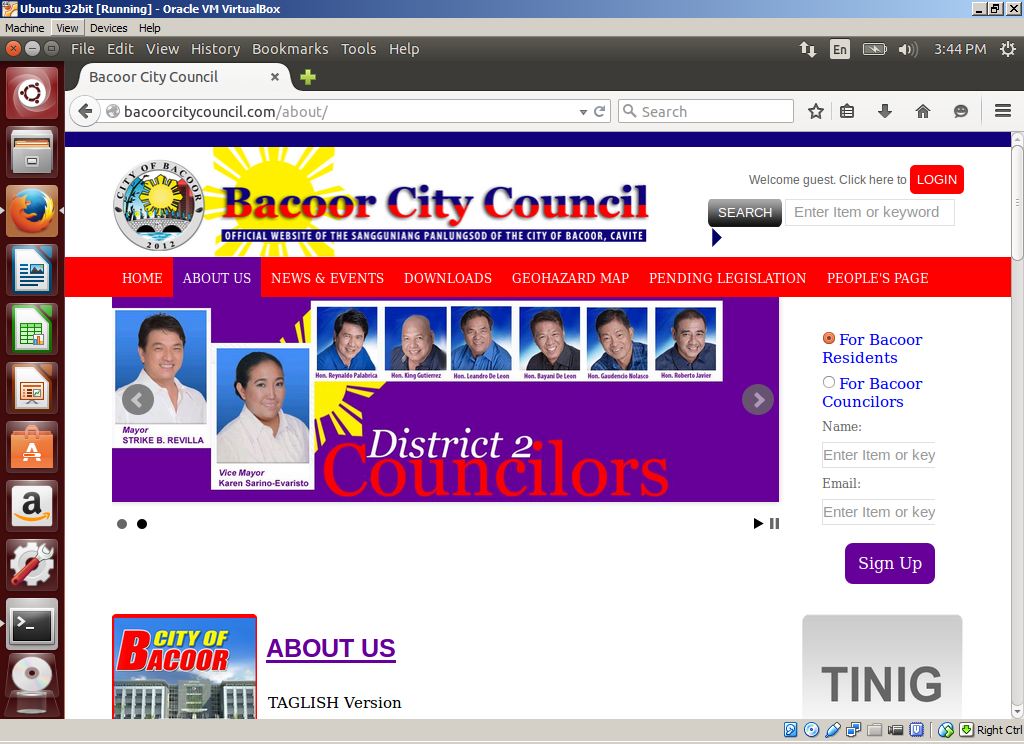 Ubuntu 32bit [Running] - Oracle VM VirtualBox
Machine View Devices Help
File Edit View History Bookmarks Tools Help
En
3:44 PM
Bacoor City Council
bacoorcitycouncil.com/about/
Search
CITY OF BACOOR
2012
Bacoor City Council
OFFICIAL WEBSITE OF THE SANGGUNIANG PANLUNGSOD OF THE CITY OF BACOOR, CAVITE
Welcome guest. Click here to LOGIN
SEARCH Enter Item or keyword
HOME ABOUT US NEWS & EVENTS DOWNLOADS GEOHAZARD MAP PENDING LEGISLATION PEOPLE'S PAGE
Hon. Reynaldo Palabrica Hon. King Gutierrez Hon. Leandro De Leon Hon. Bayani De Leon Hon. Gaudencio Nolasco Hon. Roberto Javier
Mayor
STRIKE B. REVILLA
Vice Mayor
Karen Sarino-Evaristo
District 2
Councilors
For Bacoor
Residents
For Bacoor
Councilors
Name:
Enter Item or key
Email:
Enter Item or key
Sign Up
CITY OF
BACOOR
ABOUT US
TAGLISH Version
TINIG
Right Ctrl